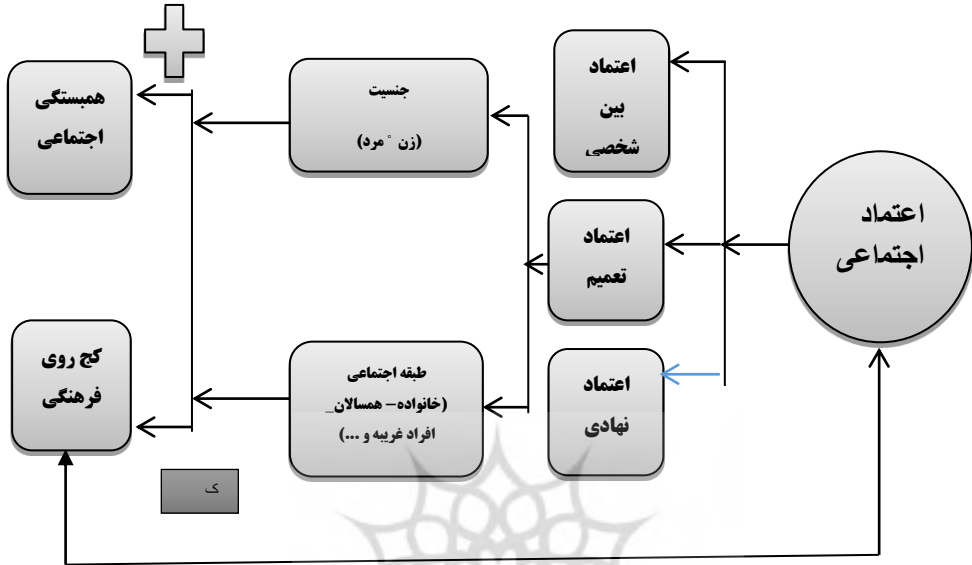 اعتماد
اجتماعی
اعتماد
بین
شخصی
اعتماد
تعمیم
اعتماد
نهادی
جنسیت
(زن ° مرد)
طبقه اجتماعی
(خانواده– همسالان_
افراد غریبه و ...)
همبستگی
اجتماعی
کج روی
فرهنگی
ک